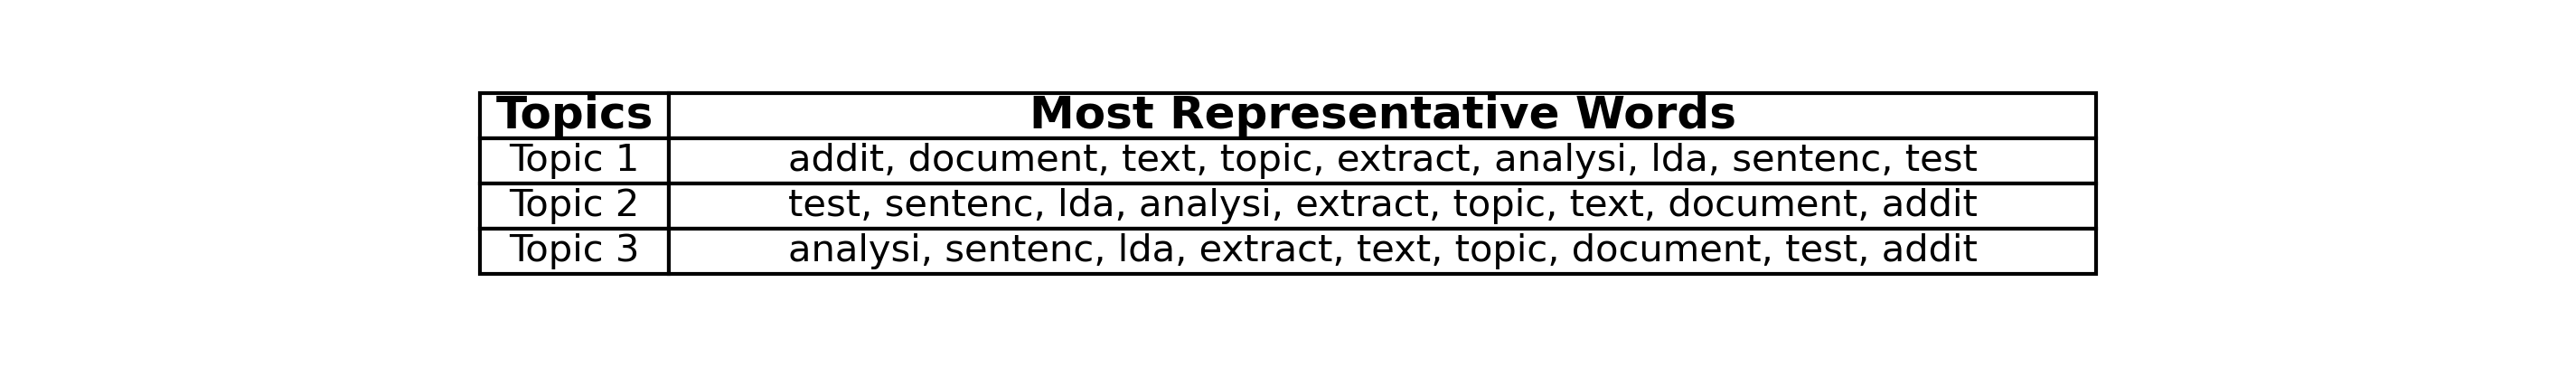 Topics Most Representative Words
Topic 1 addit, document, text, topic, extract, analysi, lda, sentenc, test
Topic 2 test, sentenc, lda, analysi, extract, topic, text, document, addit
Topic 3 analysi, sentenc, lda, extract, text, topic, document, test, addit